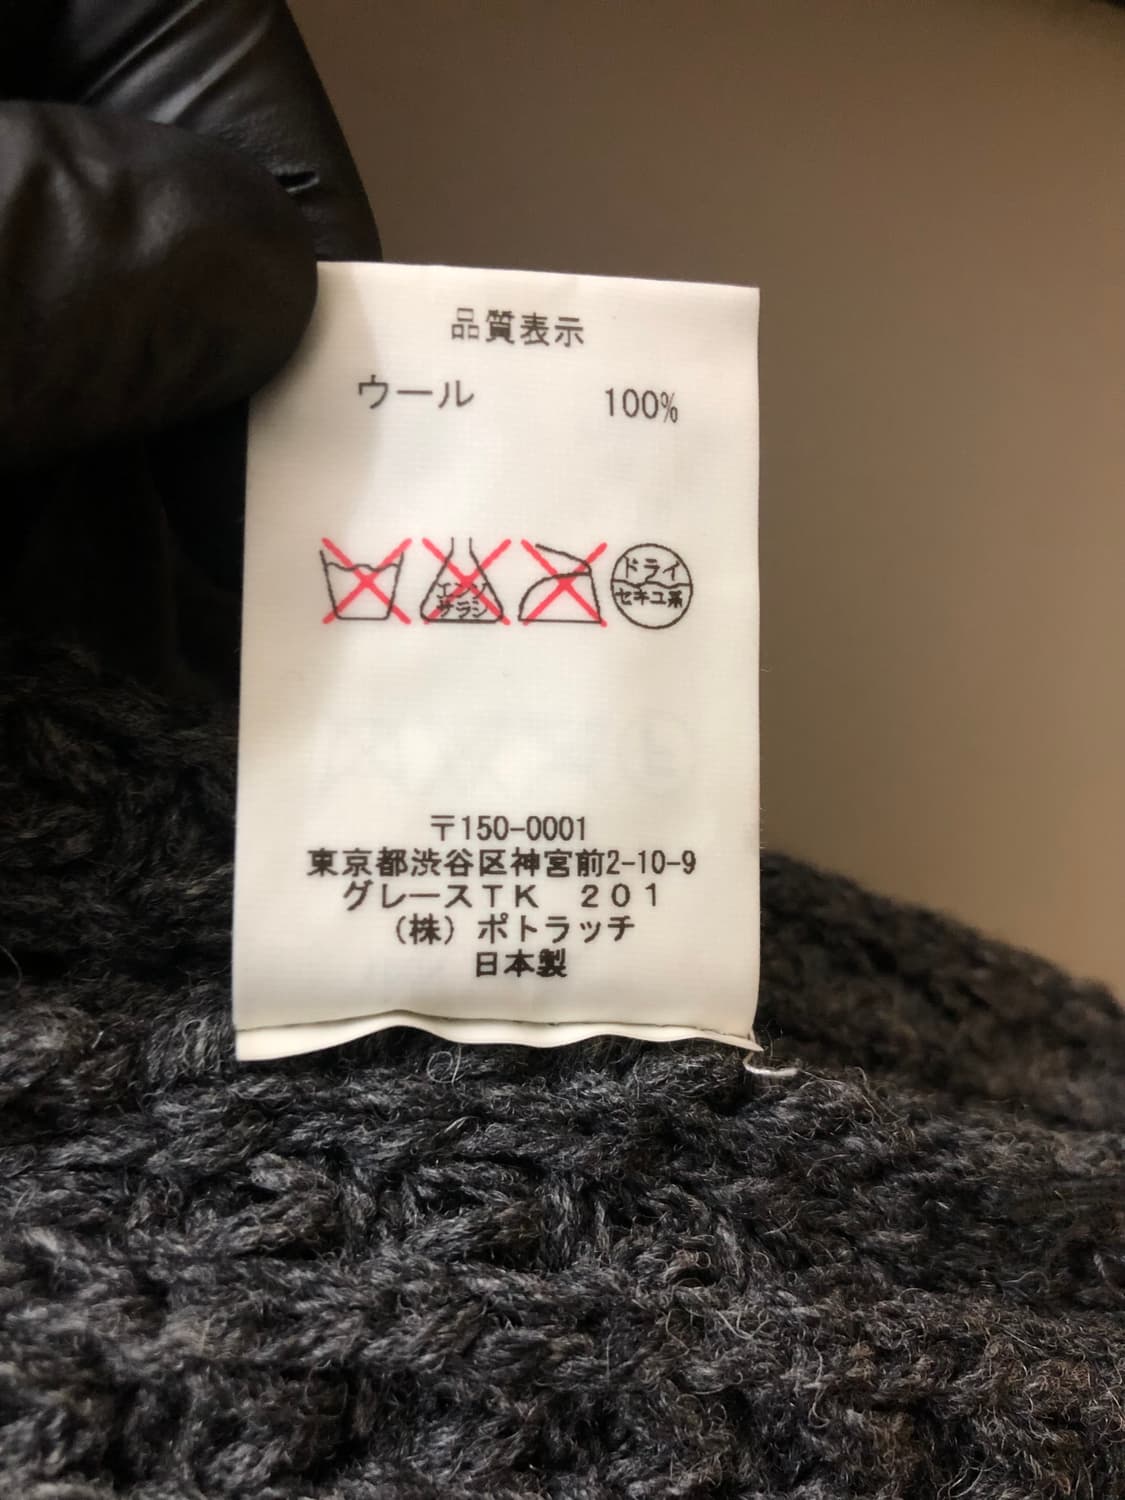 品質表示
ウール 100%
エンソ
サラシ
ドライ
セキユ系
〒150-0001
東京都渋谷区神宮前2-10-9
グレースTK 201
(株) ポトラッチ
日本製